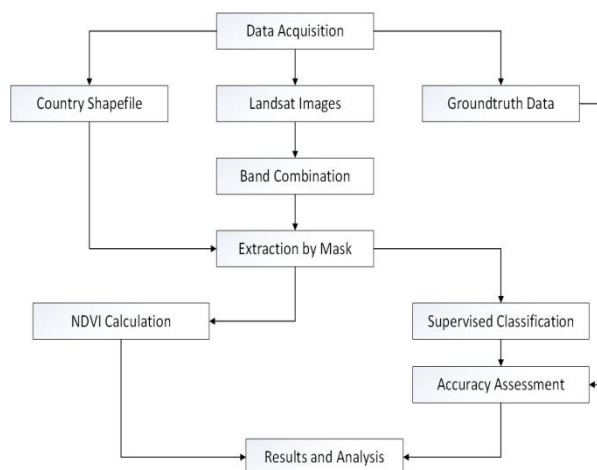 Data Acquisition
Country Shapefile
Landsat Images
Groundtruth Data
Band Combination
Extraction by Mask
NDVI Calculation
Supervised Classification
Accuracy Assessment
Results and Analysis